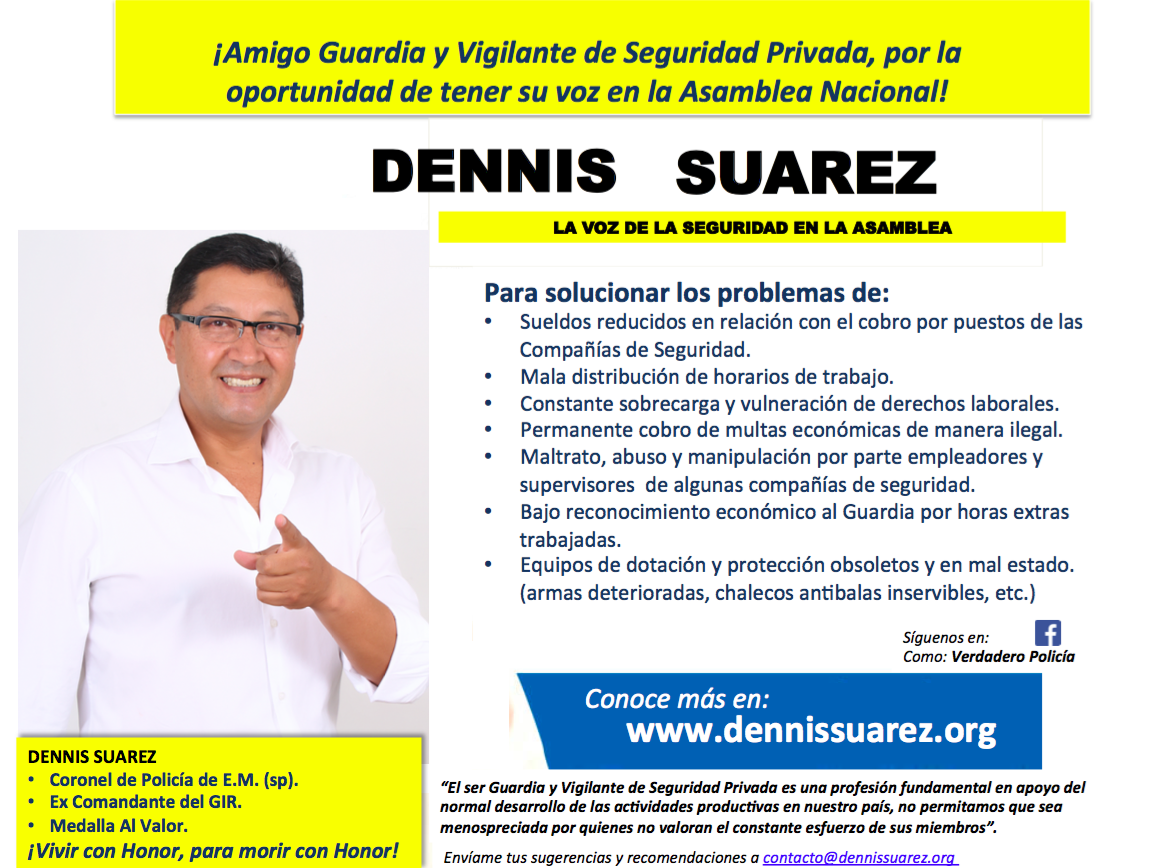 ¡Amigo Guardia y Vigilante de Seguridad Privada, por la
oportunidad de tener su voz en la Asamblea Nacional!
DENNIS SUAREZ
LA VOZ DE LA SEGURIDAD EN LA ASAMBLEA
Para solucionar los problemas de:
• Sueldos reducidos en relación con el cobro por puestos de las
Compañías de Seguridad.
• Mala distribución de horarios de trabajo.
• Constante sobrecarga y vulneración de derechos laborales.
• Permanente cobro de multas económicas de manera ilegal.
• Maltrato, abuso y manipulación por parte empleadores y
supervisores de algunas compañías de seguridad.
• Bajo reconocimiento económico al Guardia por horas extras
trabajadas.
• Equipos de dotación y protección obsoletos y en mal estado.
(armas deterioradas, chalecos antibalas inservibles, etc.)
Síguenos en: f
Como: Verdadero Policía
Conoce más en:
www.dennissuarez.org
DENNIS SUAREZ
• Coronel de Policía de E.M. (sp).
• Ex Comandante del GIR.
• Medalla Al Valor.
¡Vivir con Honor, para morir con Honor!
“El ser Guardia y Vigilante de Seguridad Privada es una profesión fundamental en apoyo del
normal desarrollo de las actividades productivas en nuestro país, no permitamos que sea
menospreciada por quienes no valoran el constante esfuerzo de sus miembros”.
Envíame tus sugerencias y recomendaciones a contacto@dennissuarez.org